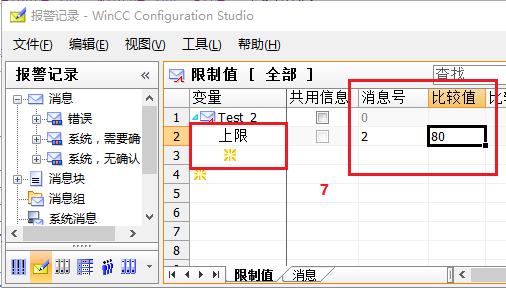 报警记录 - WinCC Configuration Studio
文件(F) 编辑(E) 视图(V) 工具(L) 帮助(H)
报警记录 «
消息
错误
系统，需要确
系统，无确认
消息块
消息组
系统消息
限制值 [ 全部 ] 查找
变量 共用信息 消息号 比较值 比
1 Test_2 0
2 上限 2 80
3
4
5
6
7
8
7
限制值 消息